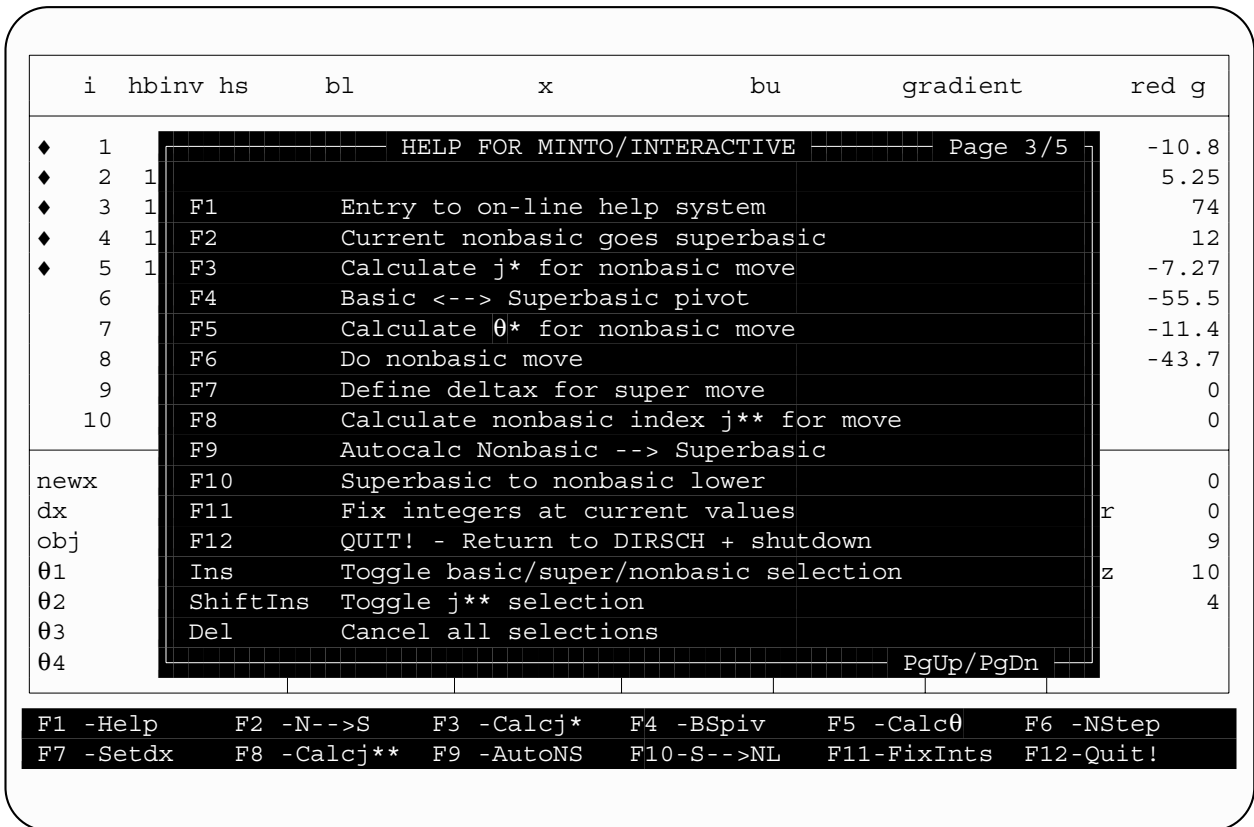 i hbinv hs bl x bu gradient red g
HELP FOR MINTO/INTERACTIVE Page 3/5
♦ 1 -10.8
♦ 2 1 5.25
♦ 3 1 F1 Entry to on-line help system 74
♦ 4 1 F2 Current nonbasic goes superbasic 12
♦ 5 1 F3 Calculate j* for nonbasic move -7.27
6 F4 Basic <--> Superbasic pivot -55.5
7 F5 Calculate θ* for nonbasic move -11.4
8 F6 Do nonbasic move -43.7
9 F7 Define deltax for super move 0
10 F8 Calculate nonbasic index j** for move 0
F9 Autocalc Nonbasic --> Superbasic
newx F10 Superbasic to nonbasic lower 0
dx F11 Fix integers at current values r 0
obj F12 QUIT! - Return to DIRSCH + shutdown 9
θ1 Ins Toggle basic/super/nonbasic selection z 10
θ2 ShiftIns Toggle j** selection 4
θ3 Del Cancel all selections
θ4 PgUp/PgDn
F1 -Help F2 -N-->S F3 -Calcj* F4 -BSpiv F5 -Calcθ F6 -NStep
F7 -Setdx F8 -Calcj** F9 -AutoNS F10-S-->NL F11-FixInts F12-Quit!